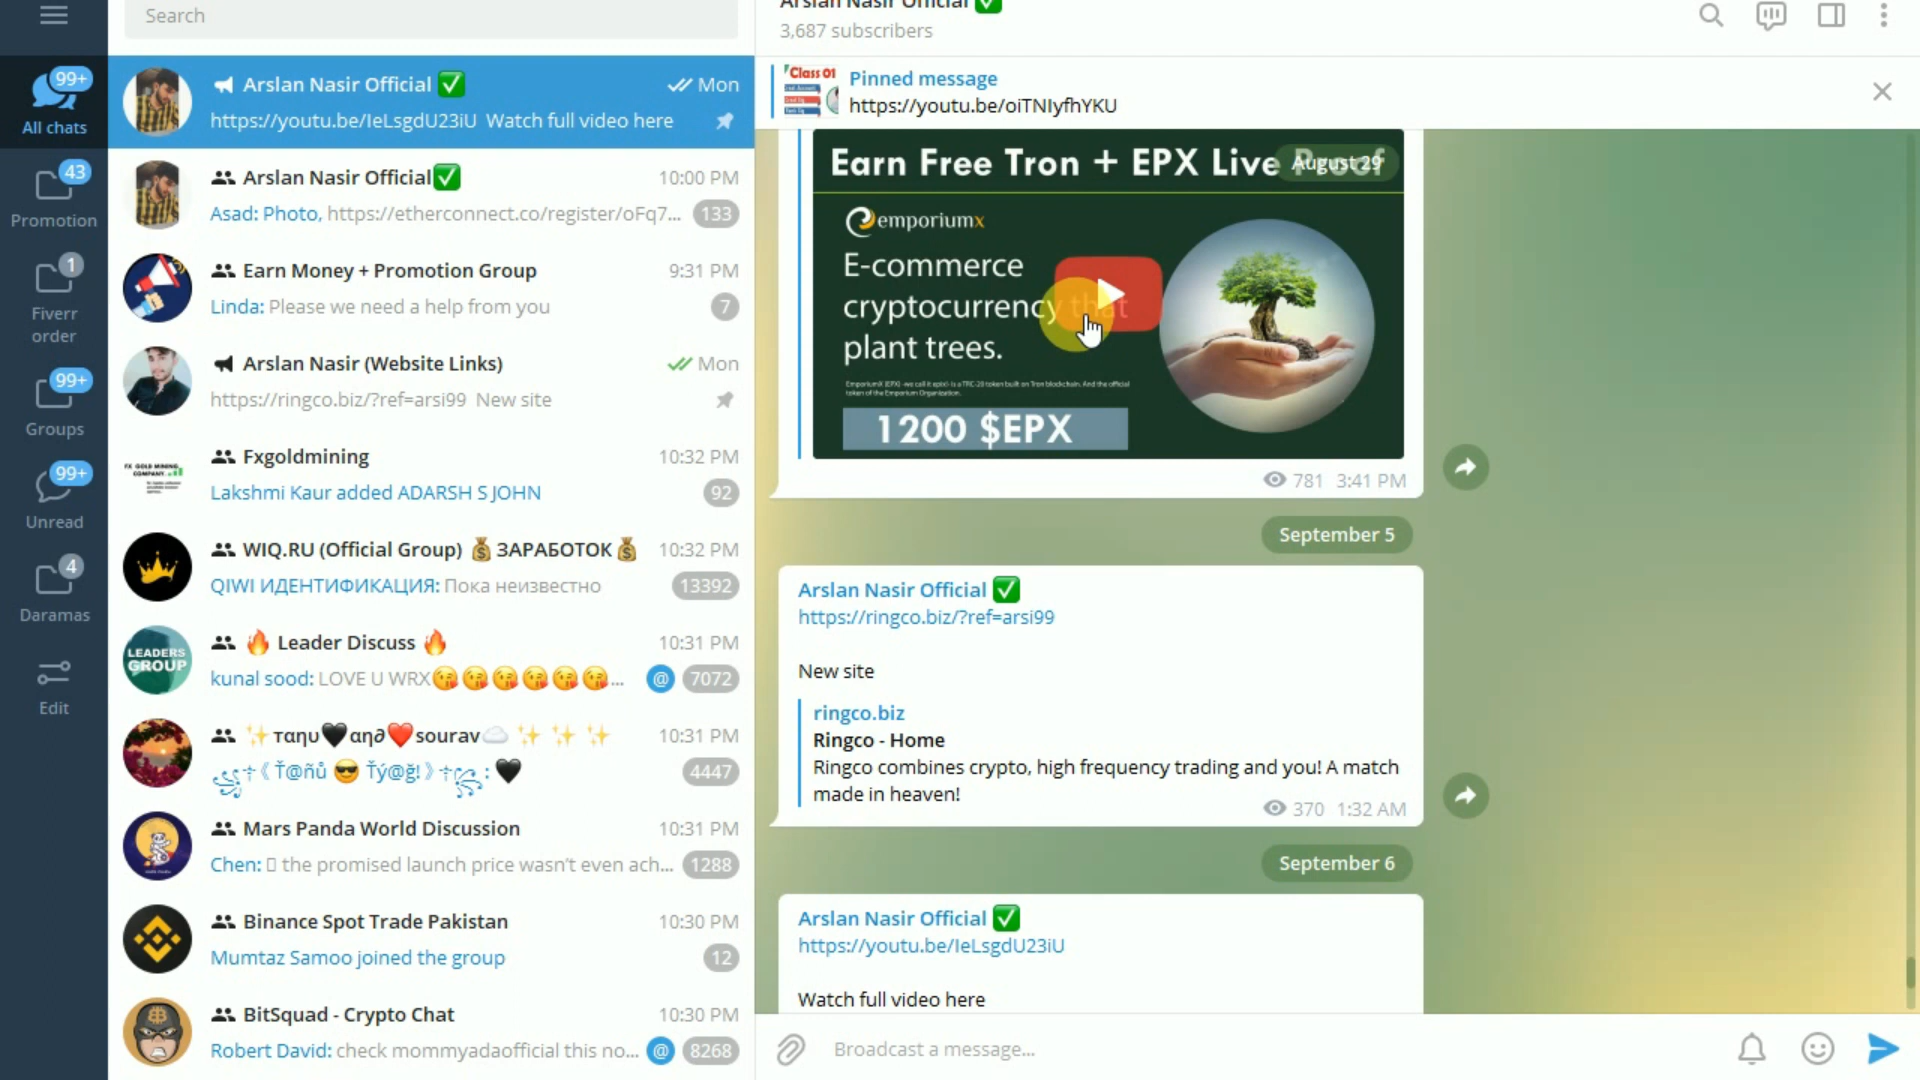 Search
99+
All chats
43
Promotion
1
Fiverr
order
99+
Groups
99+
Unread
4
Daramas
Edit
Arslan Nasir Official ✅ Mon
https://youtu.be/IeLsgdU23iU Watch full video here
Arslan Nasir Official✅ 10:00 PM
Asad: Photo, https://etherconnect.co/register/oFq7... 133
Earn Money + Promotion Group 9:31 PM
Linda: Please we need a help from you 7
Arslan Nasir (Website Links) Mon
https://ringco.biz/?ref=arsi99 New site
FX GOLD MINING
COMPANY
Fxgoldmining 10:32 PM
Lakshmi Kaur added ADARSH S JOHN 92
WIQ.RU (Official Group) 💰ЗАРАБОТОК💰 10:32 PM
QIWI ИДЕНТИФИКАЦИЯ: Пока неизвестно 13392
LEADERS
GROUP
🔥 Leader Discuss 🔥 10:31 PM
kunal sood: LOVE U WRX😘😘😘😘😘😘... @ 7072
✨тαηυ🖤αη∂❤️sourav☁️ ✨ ✨ ✨ 10:31 PM
꧁༒《Ť@ñů 😎 Tý@ğ!》༒꧂: 🖤 4447
Mars Panda World Discussion 10:31 PM
Chen: the promised launch price wasn't even ach... 1288
Binance Spot Trade Pakistan 10:30 PM
Mumtaz Samoo joined the group 12
BitSquad - Crypto Chat 10:30 PM
Robert David: check mommyadaofficial this no... @ 8268
Arslan Nasir Official ✅
3,687 subscribers
Class 01
Pinned message
https://youtu.be/oiTNIyfhYKU
Earn Free Tron + EPX Live Proof
August 29
emporiumx
E-commerce
cryptocurrency that
plant trees.
EmporiumX (EPX) -we call it epix)- is a TRC-20 token built on Tron blockchain. And the official
token of the Emporium Organization.
1200 $EPX
781 3:41 PM
September 5
Arslan Nasir Official ✅
https://ringco.biz/?ref=arsi99
New site
ringco.biz
Ringco - Home
Ringco combines crypto, high frequency trading and you! A match
made in heaven!
370 1:32 AM
September 6
Arslan Nasir Official ✅
https://youtu.be/IeLsgdU23iU
Watch full video here
Broadcast a message...